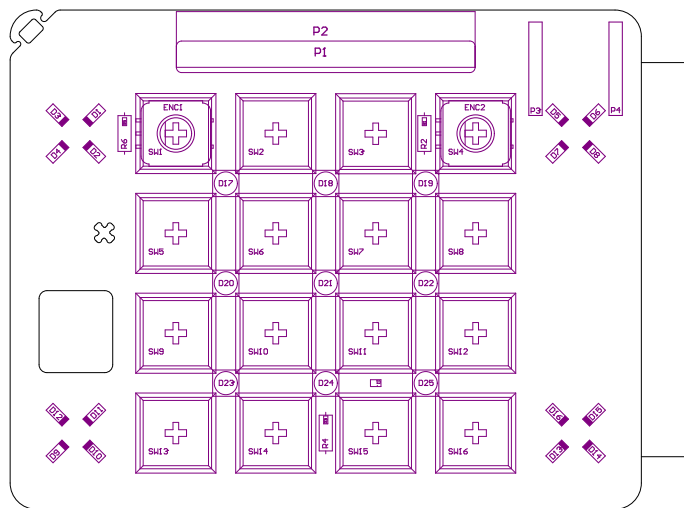 P2
P1
P3
P4
D3
D1
D5
D6
D4
D2
D7
D8
ENC1
ENC2
R6
R2
SW1
SW2
SW3
SW4
D17
D18
D19
SW5
SW6
SW7
SW8
D20
D21
D22
SW9
SW10
SW11
SW12
D23
D24
D25
D12
D11
D16
D15
D9
D10
D13
D14
R4
SW13
SW14
SW15
SW16